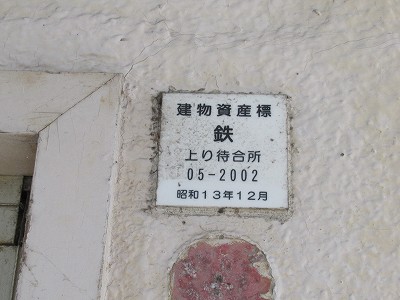 建物資産標
鉄
上り待合所
05-2002
昭和13年12月